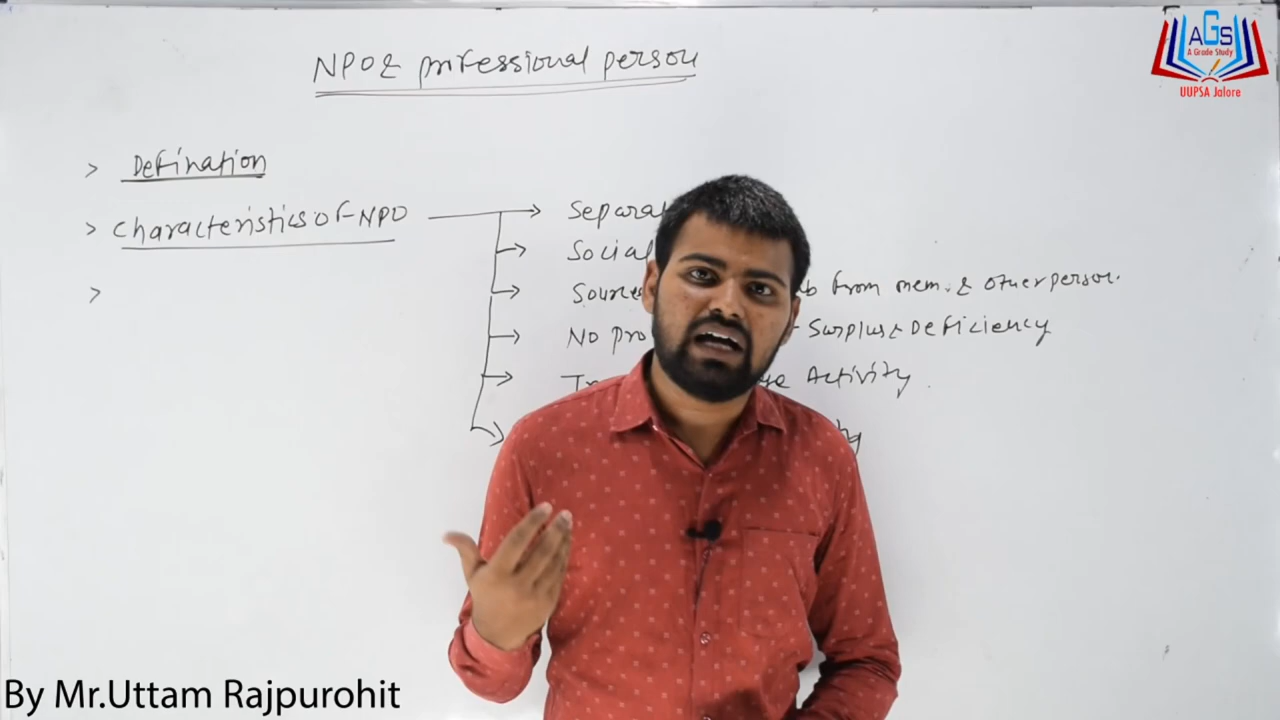 NPO & professional person
AGS
A Grade Study
UUPSA Jalore
> Defination
> Characteristics of NPO
Separat
Social
Source from mem. & other person.
No pro Surplus & Deficiency
Activity.
>
By Mr.Uttam Rajpurohit